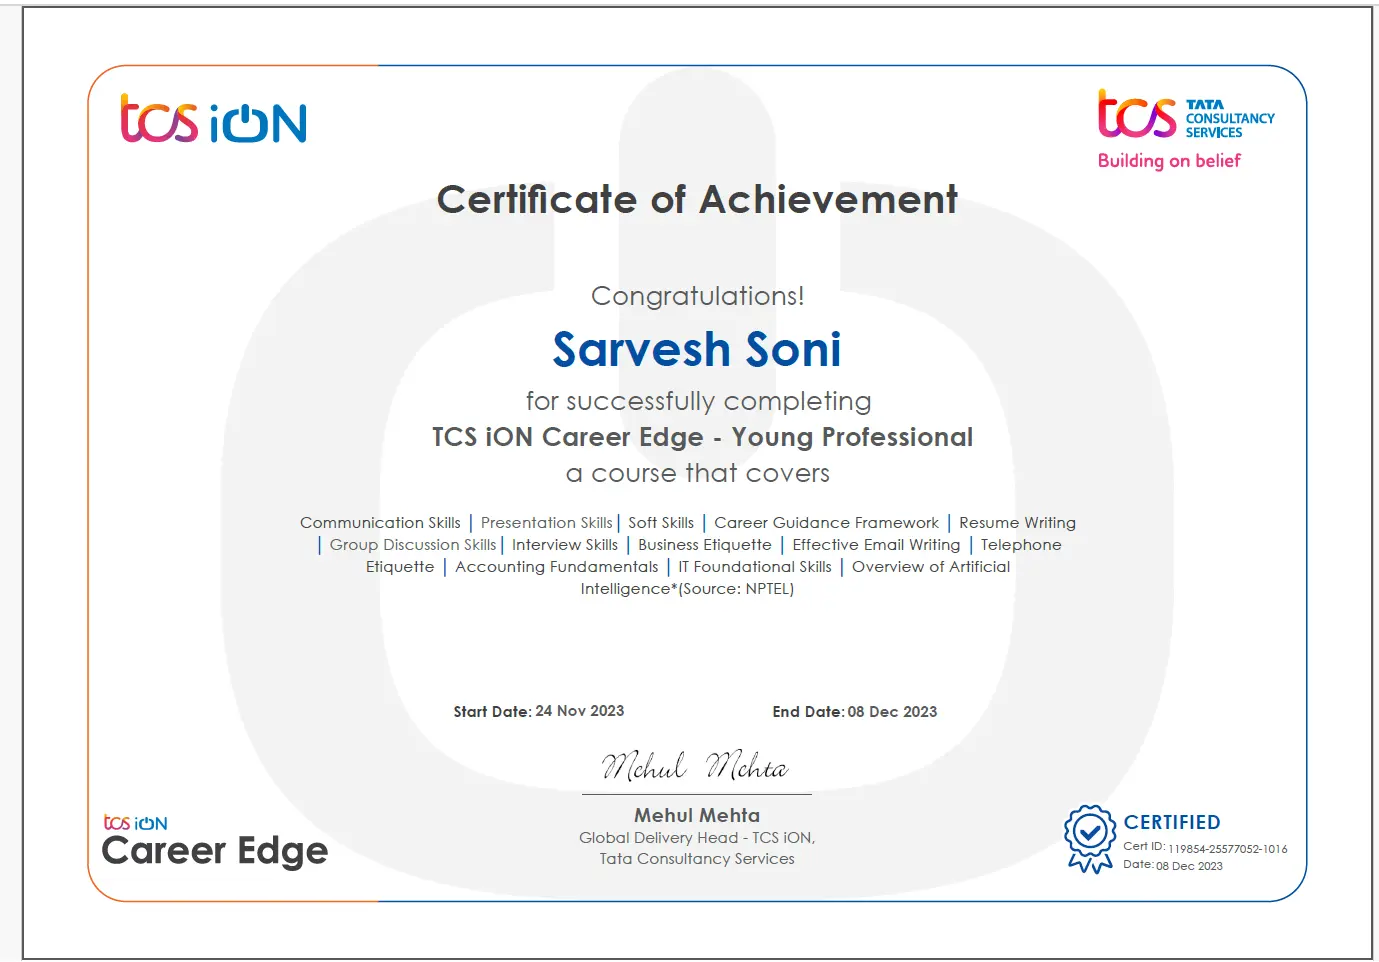 tcs iON
tcs TATA
CONSULTANCY
SERVICES
Building on belief
Certificate of Achievement
Congratulations!
Sarvesh Soni
for successfully completing
TCS iON Career Edge - Young Professional
a course that covers
Communication Skills | Presentation Skills | Soft Skills | Career Guidance Framework | Resume Writing
| Group Discussion Skills | Interview Skills | Business Etiquette | Effective Email Writing | Telephone
Etiquette | Accounting Fundamentals | IT Foundational Skills | Overview of Artificial
Intelligence*(Source: NPTEL)
Start Date: 24 Nov 2023 End Date: 08 Dec 2023
Mehul Mehta
Mehul Mehta
Global Delivery Head - TCS iON,
Tata Consultancy Services
tcs iON
Career Edge
CERTIFIED
Cert ID: 119854-25577052-1016
Date: 08 Dec 2023